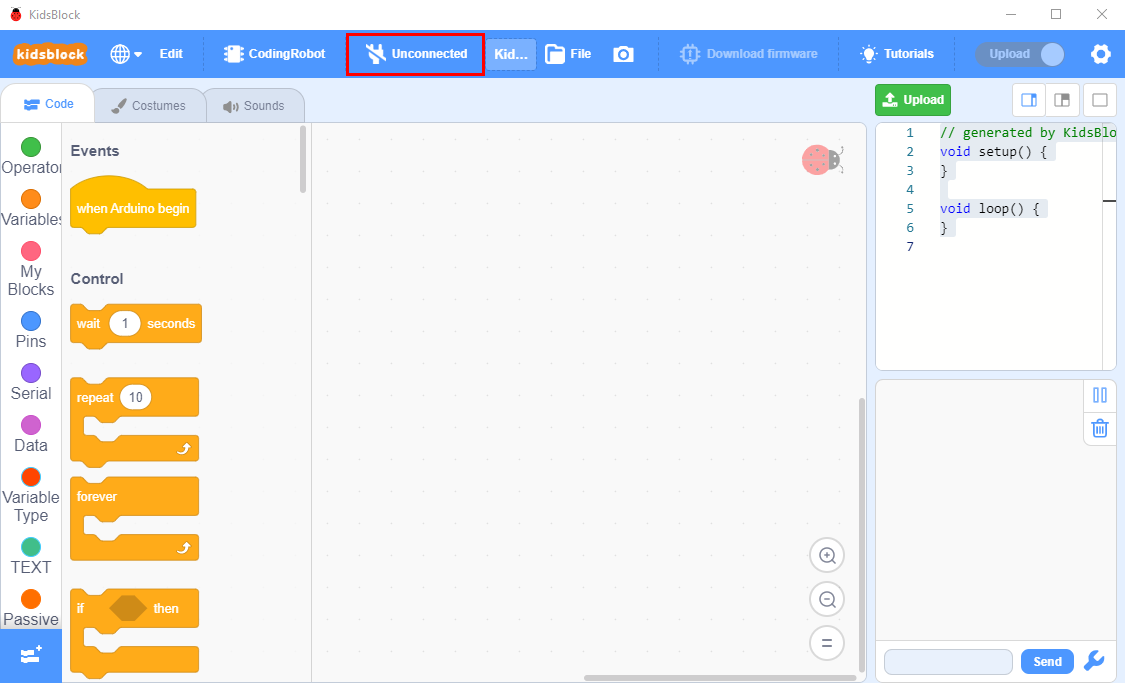 KidsBlock
kidsblock
Edit
CodingRobot
Unconnected
Kid...
File
Download firmware
Tutorials
Upload
Code
Costumes
Sounds
Upload
Operator
Variables
My
Blocks
Pins
Serial
Data
Variable
Type
TEXT
Passive
Events
when Arduino begin
Control
wait 1 seconds
repeat 10
forever
if then
1 // generated by KidsBlo
2 void setup() {
3 }
4
5 void loop() {
6 }
7
Send